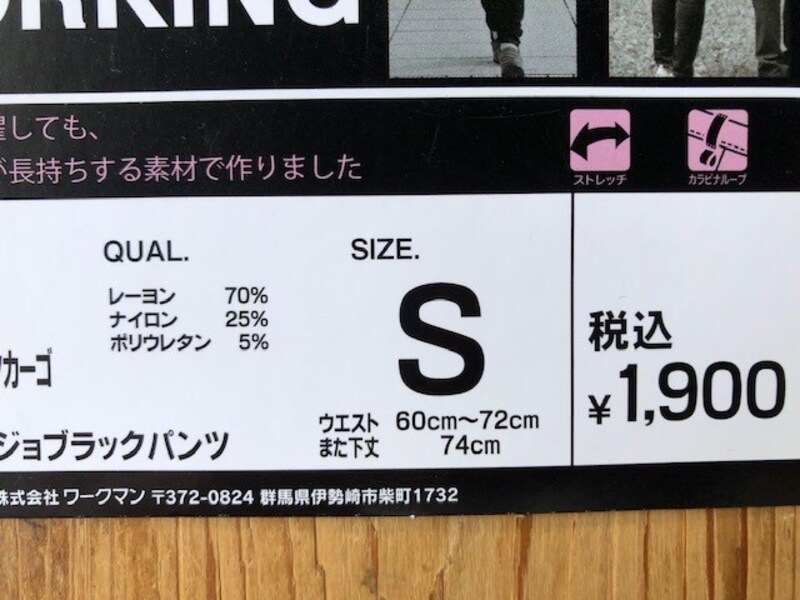 ORKING
躍しても、
が長持ちする素材で作りました
ストレッチ
カラビナループ
QUAL.
レーヨン 70%
ナイロン 25%
ポリウレタン 5%
カーゴ
ジョブラックパンツ
SIZE.
S
ウエスト 60cm〜72cm
また下丈 74cm
税込
¥1,900
株式会社 ワークマン 〒372-0824 群馬県伊勢崎市柴町1732